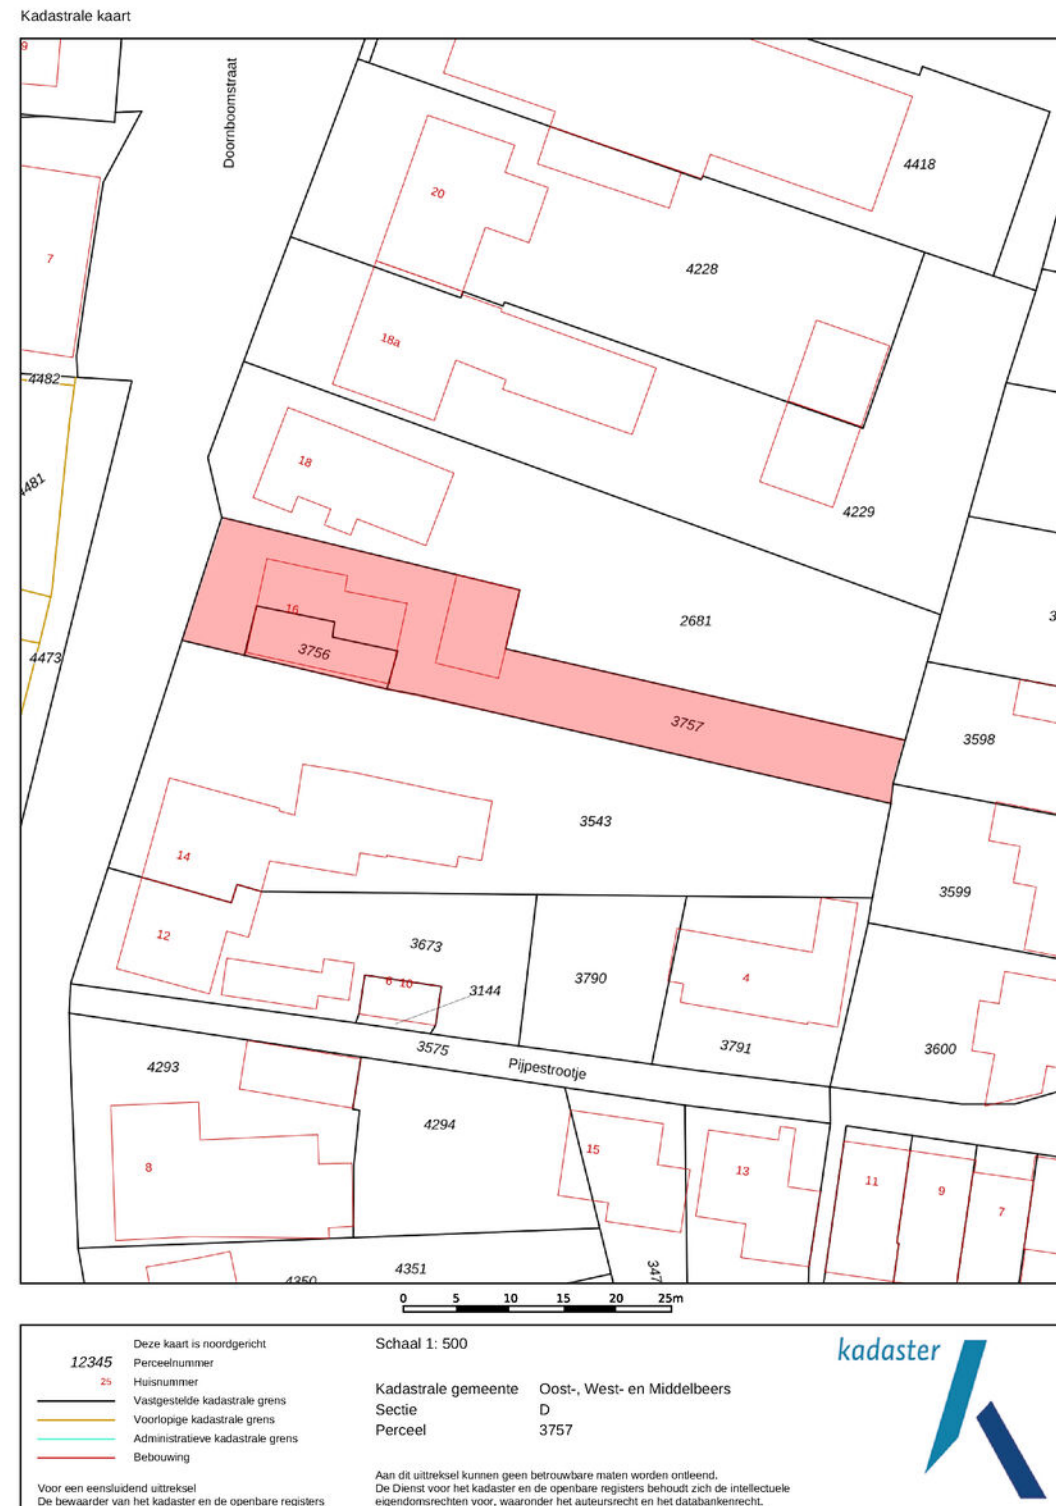 Kadastrale kaart
9
Doornboomstraat
4418
20
7
4228
18a
4482
18
4481
4229
16
2681
3756
4473
3757
3598
3543
14
3599
12
3673
6 10
3144
3790
4
3575
Pijpestrootje
3791
3600
4293
4294
15
8
13
11
9
7
4351
4350
347
0 5 10 15 20 25m
Deze kaart is noordgericht
12345 Perceelnummer
25 Huisnummer
Vastgestelde kadastrale grens
Voorlopige kadastrale grens
Administratieve kadastrale grens
Bebouwing
Voor een eensluidend uittreksel
De bewaarder van het kadaster en de openbare registers
Schaal 1: 500
Kadastrale gemeente Oost-, West- en Middelbeers
Sectie D
Perceel 3757
Aan dit uittreksel kunnen geen betrouwbare maten worden ontleend.
De Dienst voor het kadaster en de openbare registers behoudt zich de intellectuele
eigendomsrechten voor, waaronder het auteursrecht en het databankenrecht.
kadaster